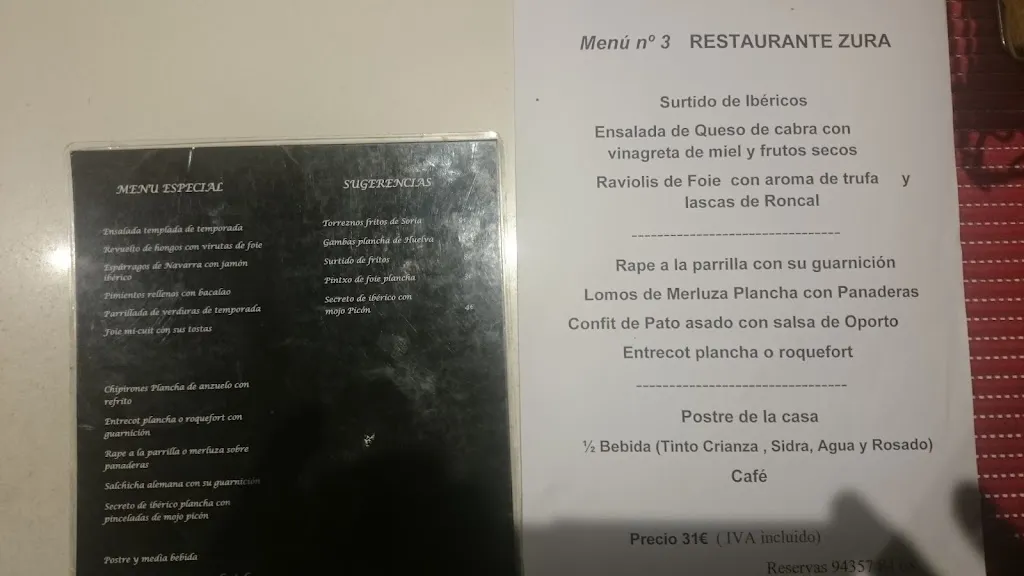 MENU ESPECIAL
Ensalada templada de temporada
Revuelto de hongos con virutas de foie
Espárragos de Navarra con jamón
ibérico
Pimientos rellenos con bacalao
Parrillada de verduras de temporada
Foie mi-cuit con sus tostas
Chipirones Plancha de anzuelo con
refrito
Entrecot plancha o roquefort con
guarnición
Rape a la parrilla o merluza sobre
panaderas
Salchicha alemana con su guarnición
Secreto de ibérico plancha con
pinceladas de mojo picón
Postre y media bebida
SUGERENCIAS
Torreznos fritos de Soria
Gambas plancha de Huelva
Surtido de fritos
Pintxo de foie plancha
Secreto de ibérico con
mojo Picón
Menú nº 3 RESTAURANTE ZURA
Surtido de Ibéricos
Ensalada de Queso de cabra con
vinagreta de miel y frutos secos
Raviolis de Foie con aroma de trufa y
lascas de Roncal
--------------------------------
Rape a la parrilla con su guarnición
Lomos de Merluza Plancha con Panaderas
Confit de Pato asado con salsa de Oporto
Entrecot plancha o roquefort
--------------------------------
Postre de la casa
½ Bebida (Tinto Crianza , Sidra, Agua y Rosado)
Café
Precio 31€ ( IVA incluido)
Reservas